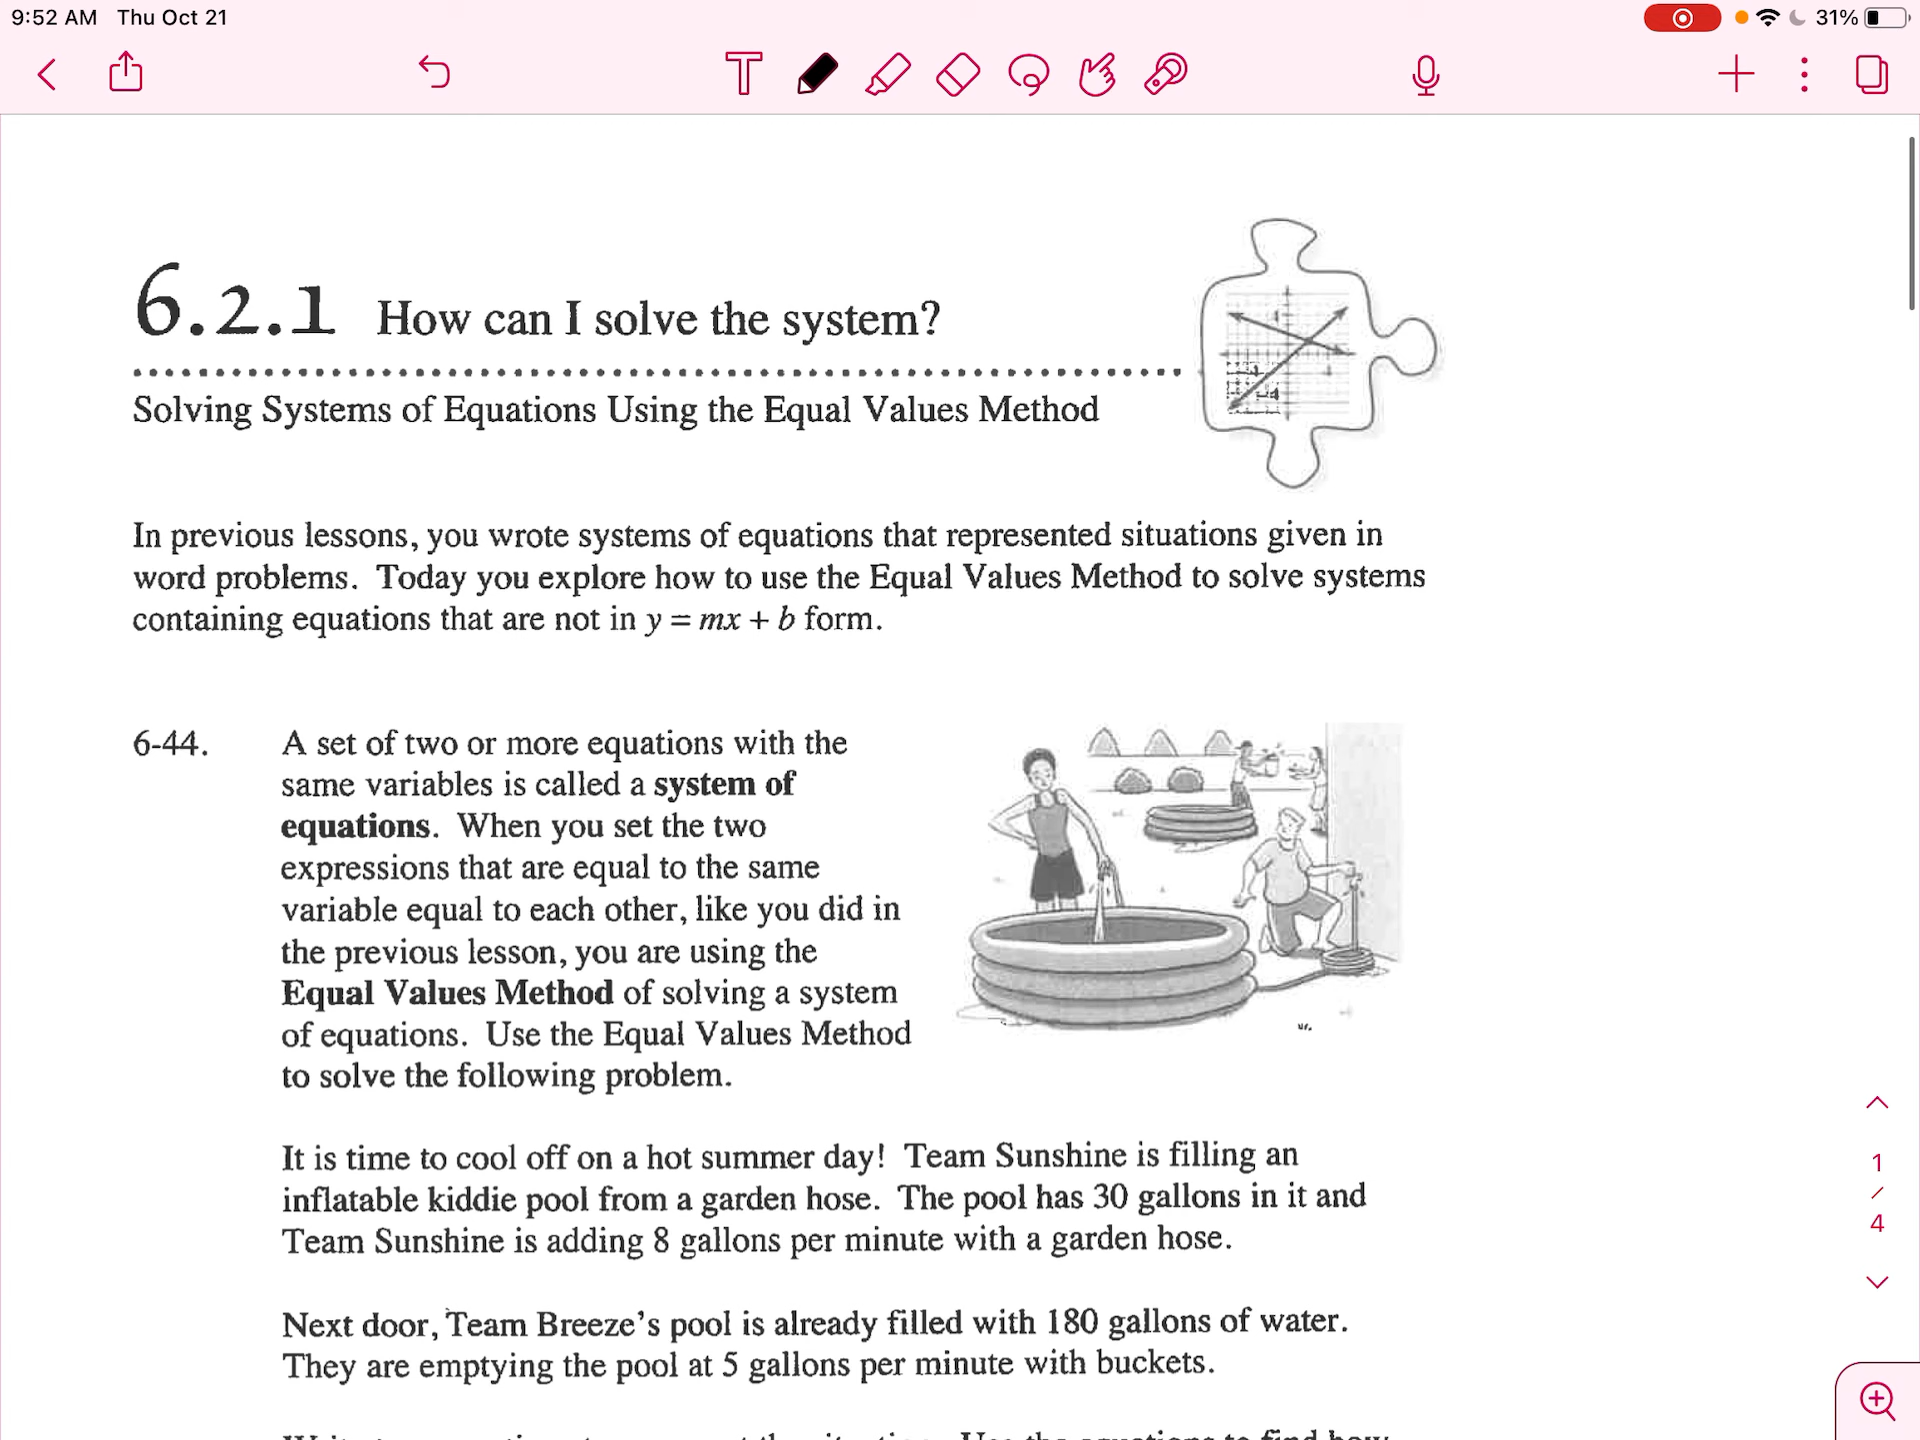 9:52 AM Thu Oct 21
31%
6.2.1 How can I solve the system?
Solving Systems of Equations Using the Equal Values Method
In previous lessons, you wrote systems of equations that represented situations given in
word problems. Today you explore how to use the Equal Values Method to solve systems
containing equations that are not in y = mx + b form.
6-44. A set of two or more equations with the
same variables is called a system of
equations. When you set the two
expressions that are equal to the same
variable equal to each other, like you did in
the previous lesson, you are using the
Equal Values Method of solving a system
of equations. Use the Equal Values Method
to solve the following problem.
It is time to cool off on a hot summer day! Team Sunshine is filling an
inflatable kiddie pool from a garden hose. The pool has 30 gallons in it and
Team Sunshine is adding 8 gallons per minute with a garden hose.
Next door, Team Breeze's pool is already filled with 180 gallons of water.
They are emptying the pool at 5 gallons per minute with buckets.
1
/
4